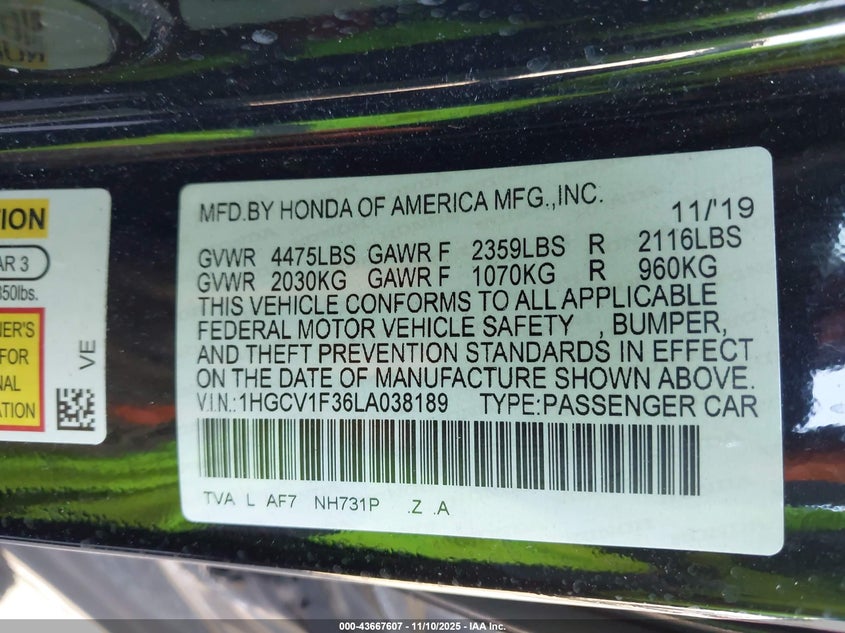 TION
AR 3
350lbs.
NER'S
FOR
NAL
ATION
VE
MFD.BY HONDA OF AMERICA MFG.,INC. 11/'19
GVWR 4475LBS GAWR F 2359LBS R 2116LBS
GVWR 2030KG GAWR F 1070KG R 960KG
THIS VEHICLE CONFORMS TO ALL APPLICABLE
FEDERAL MOTOR VEHICLE SAFETY , BUMPER,
AND THEFT PREVENTION STANDARDS IN EFFECT
ON THE DATE OF MANUFACTURE SHOWN ABOVE.
V.I.N.:1HGCV1F36LA038189 TYPE:PASSENGER CAR
TVA L AF7 NH731P .Z .A
000-43667607 - 11/10/2025 - IAA Inc.